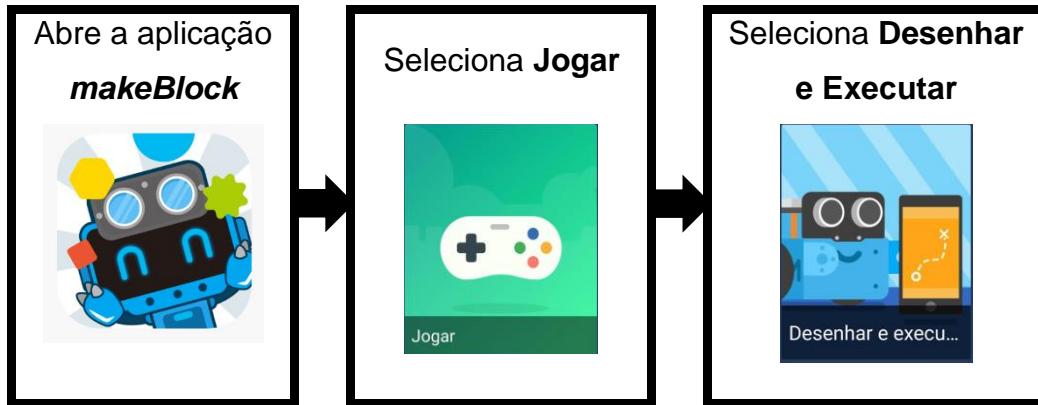 Abre a aplicação
makeBlock
Seleciona Jogar
Jogar
Seleciona Desenhar
e Executar
Desenhar e execu...